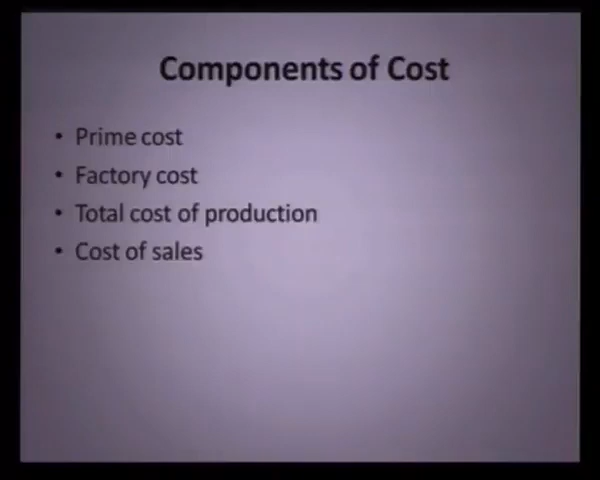 Components of Cost
• Prime cost
• Factory cost
• Total cost of production
• Cost of sales